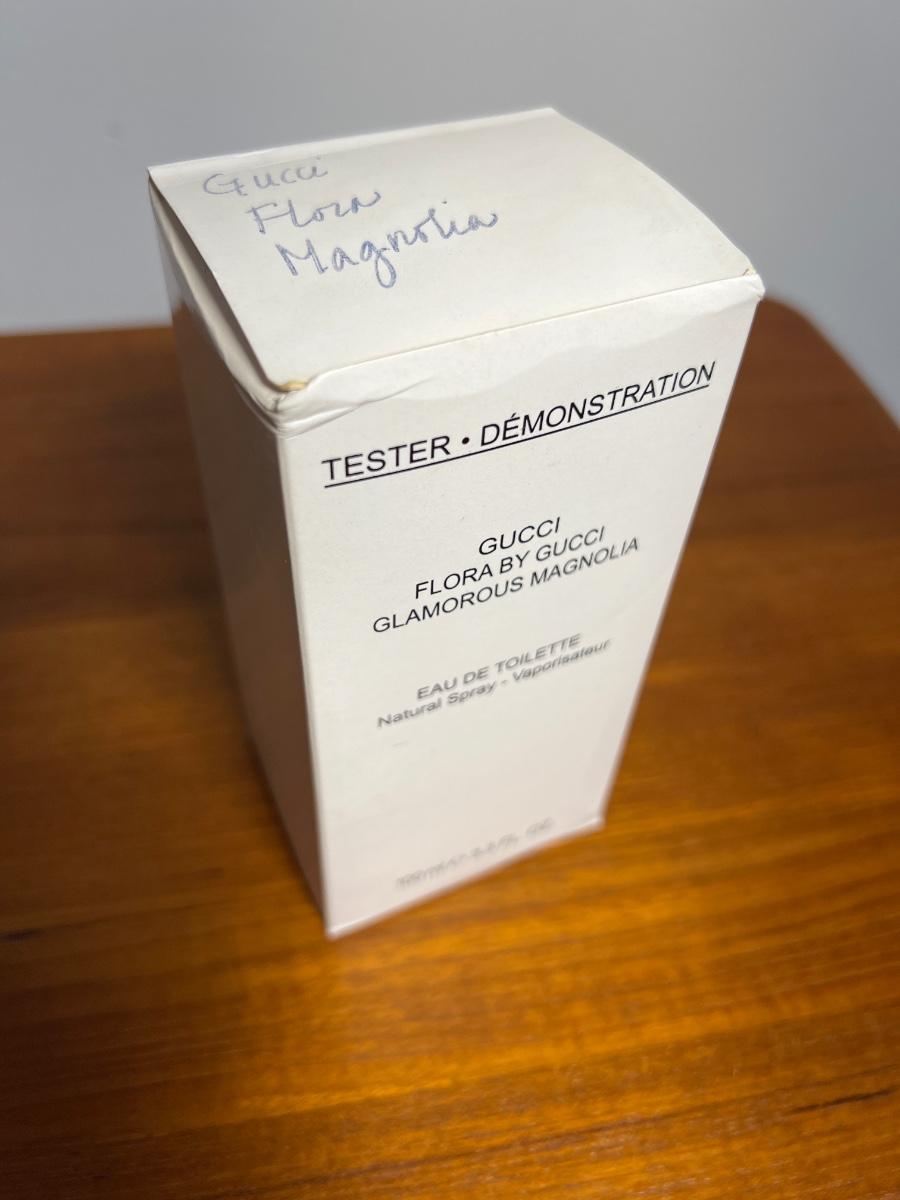 Gucci
Flora
Magnolia
TESTER • DÉMONSTRATION
GUCCI
FLORA BY GUCCI
GLAMOROUS MAGNOLIA
EAU DE TOILETTE
Natural Spray - Vaporisateur